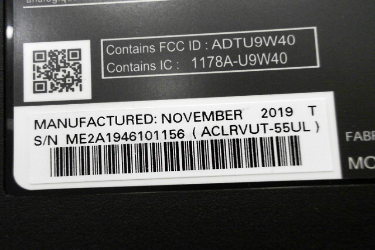 Contains FCC ID : ADTU9W40
Contains IC : 1178A-U9W40
MANUFACTURED: NOVEMBER 2019 T
S/N ME2A1946101156 ( ACLRVUT-55UL )
FABR
MO